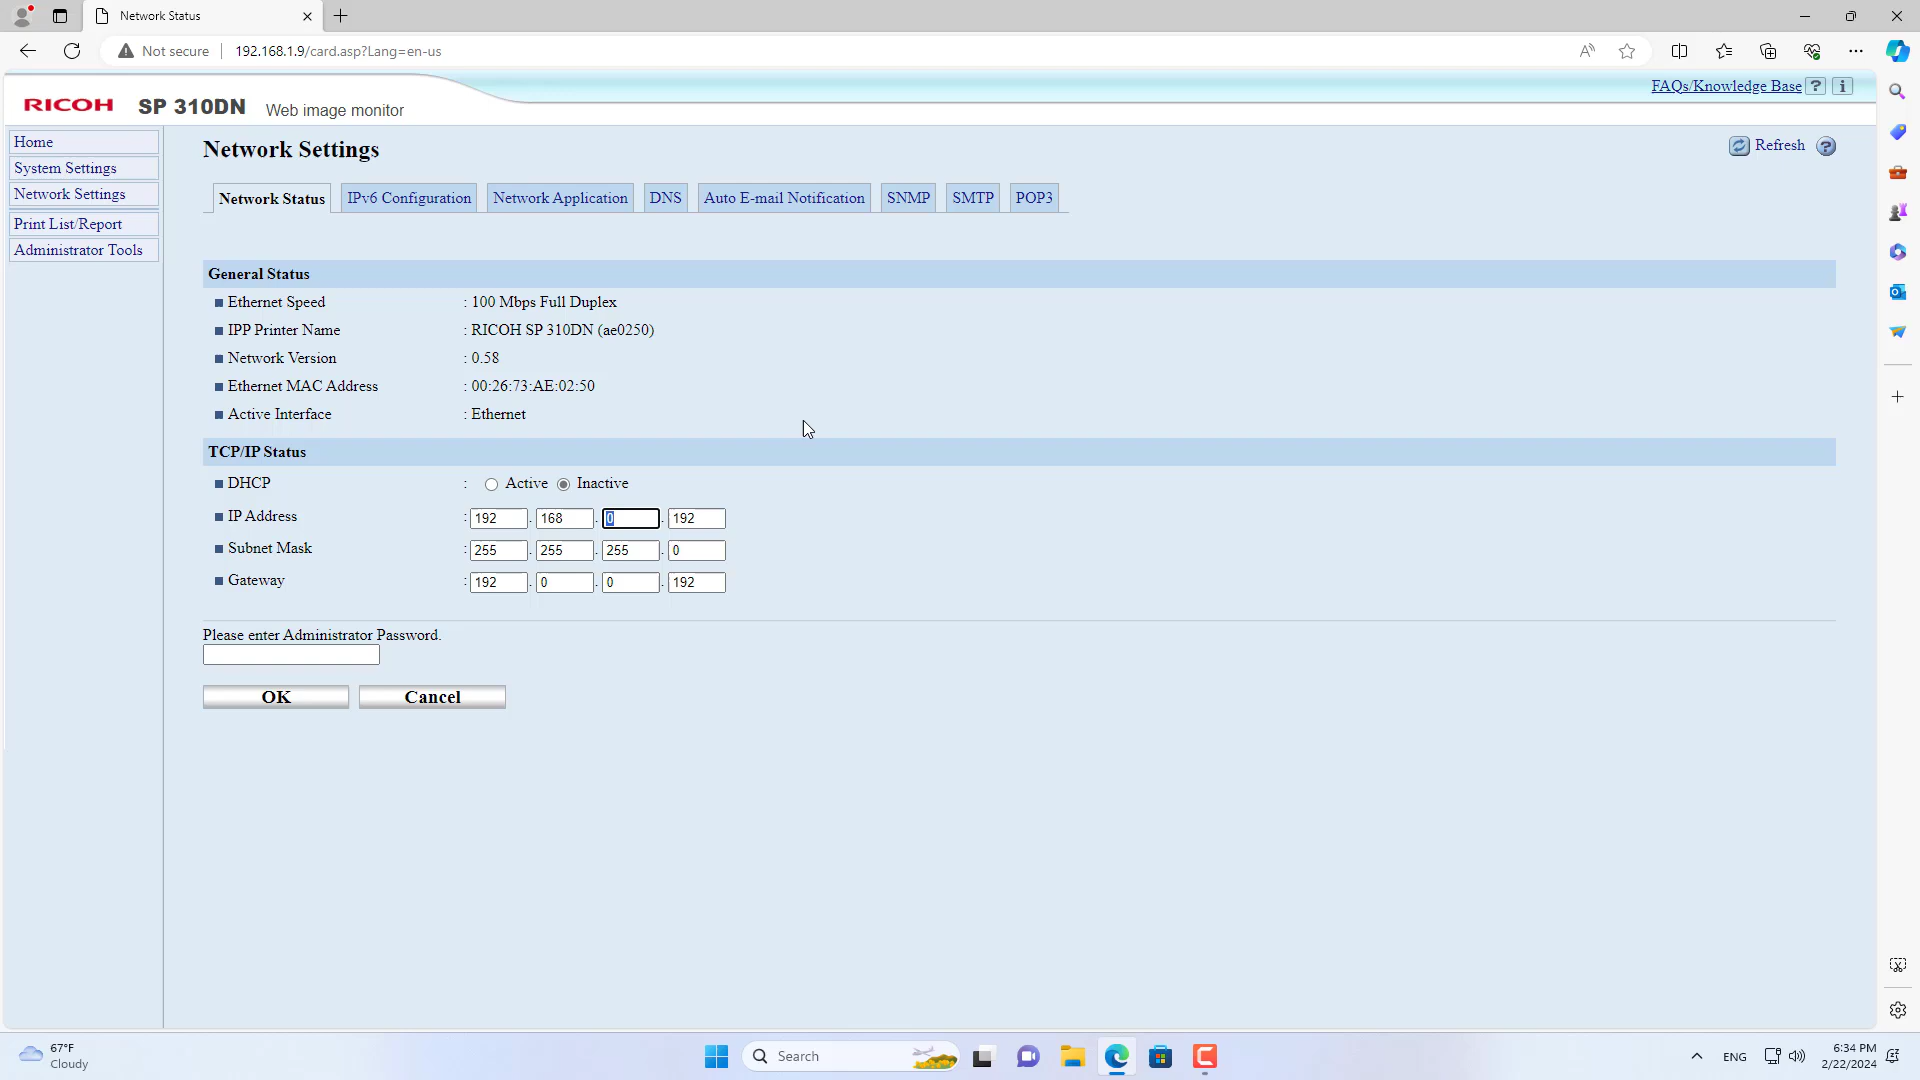 Network Status
Not secure
192.168.1.9/card.asp?Lang=en-us
FAQs/Knowledge Base ? i
RICOH SP 310DN Web image monitor
Home
System Settings
Network Settings
Print List/Report
Administrator Tools
Network Settings
Refresh ?
Network Status IPv6 Configuration Network Application DNS Auto E-mail Notification SNMP SMTP POP3
General Status
Ethernet Speed : 100 Mbps Full Duplex
IPP Printer Name : RICOH SP 310DN (ae0250)
Network Version : 0.58
Ethernet MAC Address : 00:26:73:AE:02:50
Active Interface : Ethernet
TCP/IP Status
DHCP : Active Inactive
IP Address : 192 . 168 . 0 . 192
Subnet Mask : 255 . 255 . 255 . 0
Gateway : 192 . 0 . 0 . 192
Please enter Administrator Password.
OK Cancel
67°F
Cloudy
Search
ENG
6:34 PM
2/22/2024